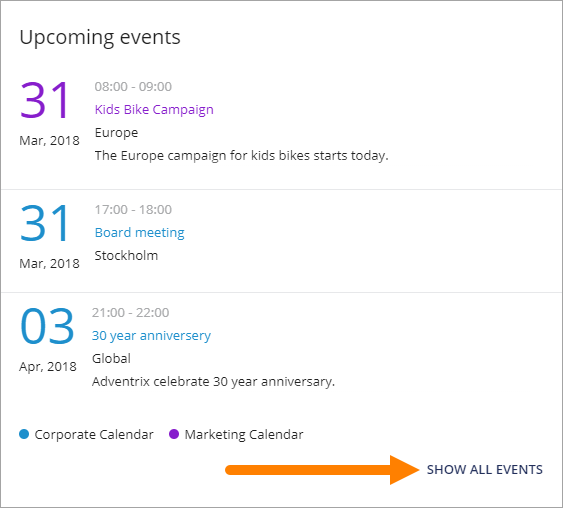 Upcoming events
31
Mar, 2018
08:00 - 09:00
Kids Bike Campaign
Europe
The Europe campaign for kids bikes starts today.
31
Mar, 2018
17:00 - 18:00
Board meeting
Stockholm
03
Apr, 2018
21:00 - 22:00
30 year anniversery
Global
Adventrix celebrate 30 year anniversary.
Corporate Calendar Marketing Calendar
SHOW ALL EVENTS